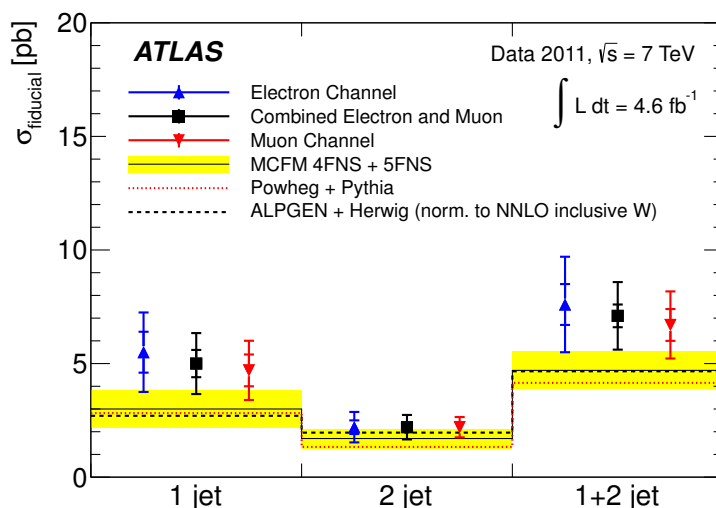 20
15
10
5
0
σfiducial [pb]
ATLAS
Data 2011, √s = 7 TeV
∫ L dt = 4.6 fb⁻¹
Electron Channel
Combined Electron and Muon
Muon Channel
MCFM 4FNS + 5FNS
Powheg + Pythia
ALPGEN + Herwig (norm. to NNLO inclusive W)
1 jet
2 jet
1+2 jet